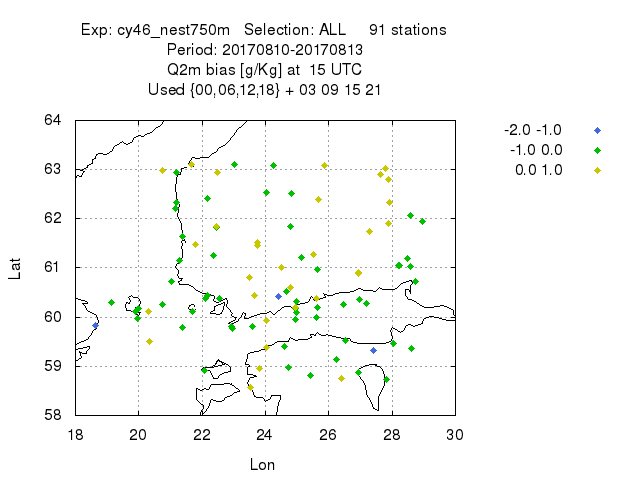 Exp: cy46_nest750m   Selection: ALL     91 stations
Period: 20170810-20170813
Q2m bias [g/Kg] at  15 UTC
Used {00,06,12,18} + 03 09 15 21
-2.0 -1.0
-1.0 0.0
0.0 1.0
64
63
62
61
60
59
58
Lat
18 20 22 24 26 28 30
Lon